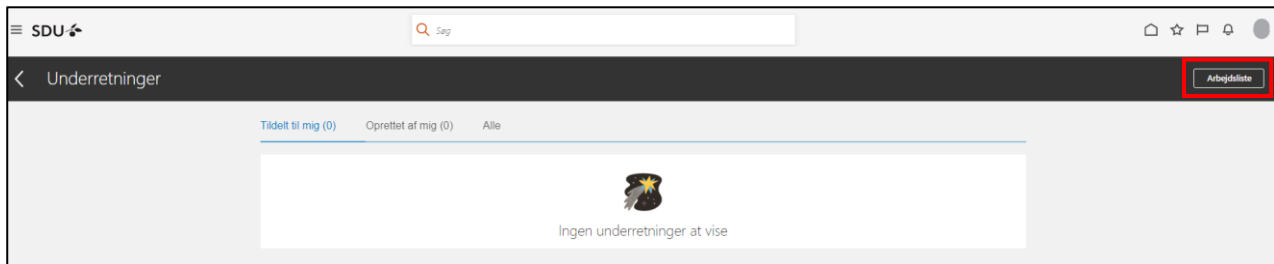 SDU
Søg
Underretninger
Arbejdsliste
Tildelt til mig (0) Oprettet af mig (0) Alle
Ingen underretninger at vise